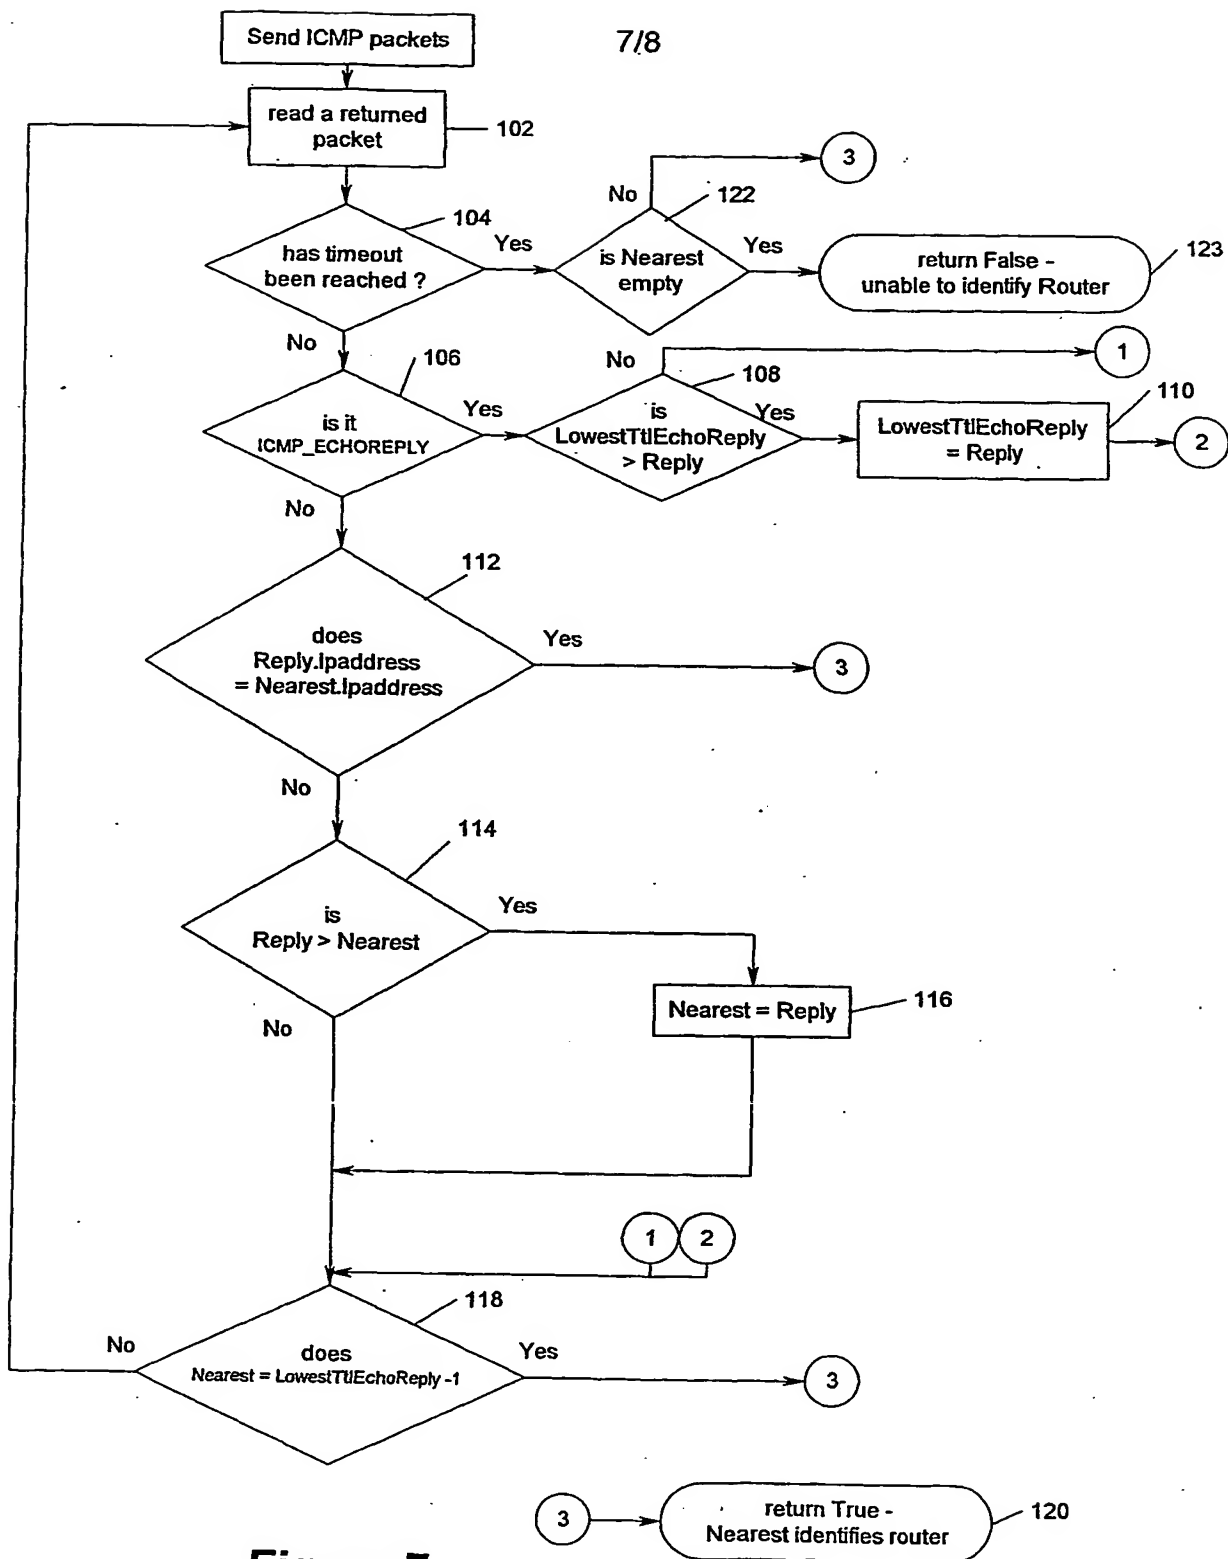 7/8
Send ICMP packets
read a returned
packet
102
3
No
122
104
has timeout
been reached ?
Yes
is Nearest
empty
Yes
return False -
unable to identify Router
123
No
106
is it
ICMP_ECHOREPLY
Yes
No
108
1
is
LowestTtlEchoReply
> Reply
Yes
110
LowestTtlEchoReply
= Reply
2
No
112
does
Reply.Ipaddress
= Nearest.Ipaddress
Yes
3
No
114
is
Reply > Nearest
Yes
Nearest = Reply
116
No
1
2
118
No
does
Nearest = LowestTtlEchoReply -1
Yes
3
3
return True -
Nearest identifies router
120